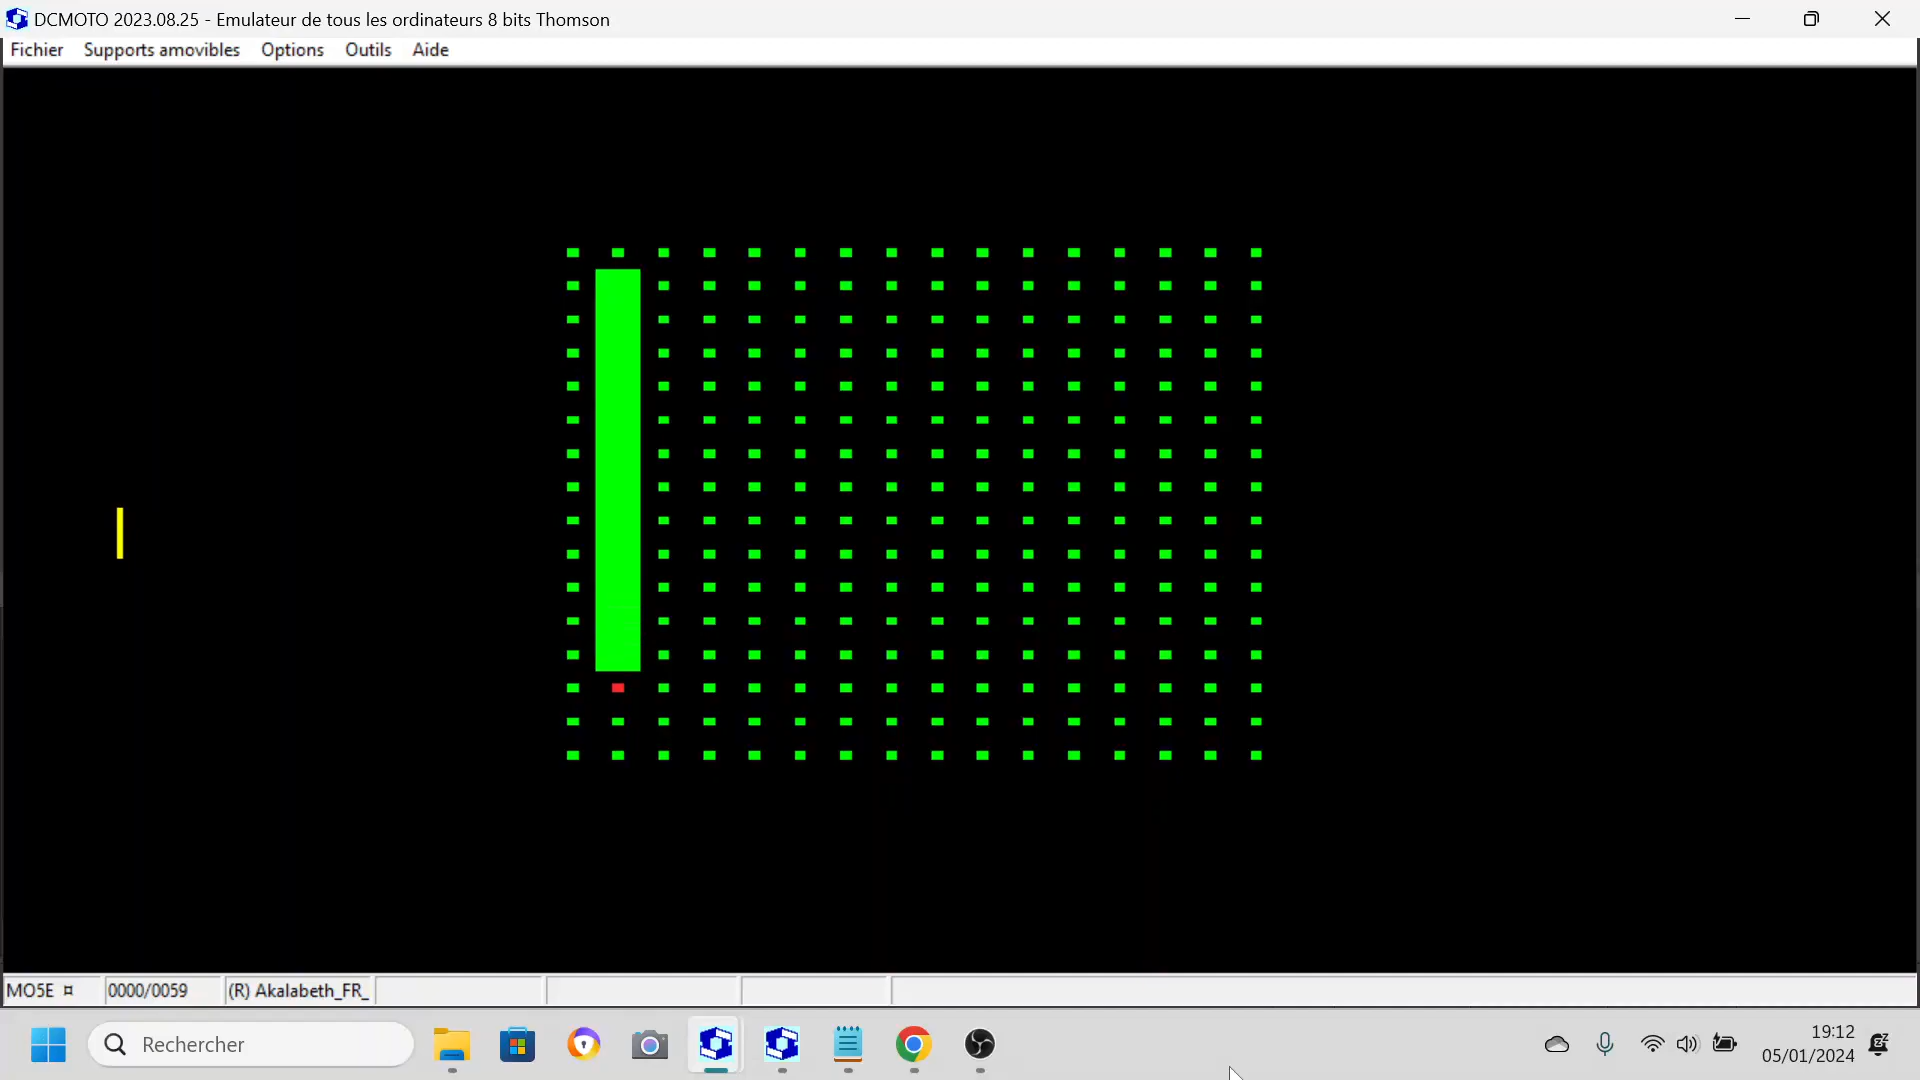 DCMOTO 2023.08.25 - Emulateur de tous les ordinateurs 8 bits Thomson
Fichier Supports amovibles Options Outils Aide
MO5E ¤ 0000/0059 (R) Akalabeth_FR_
Rechercher
19:12
05/01/2024